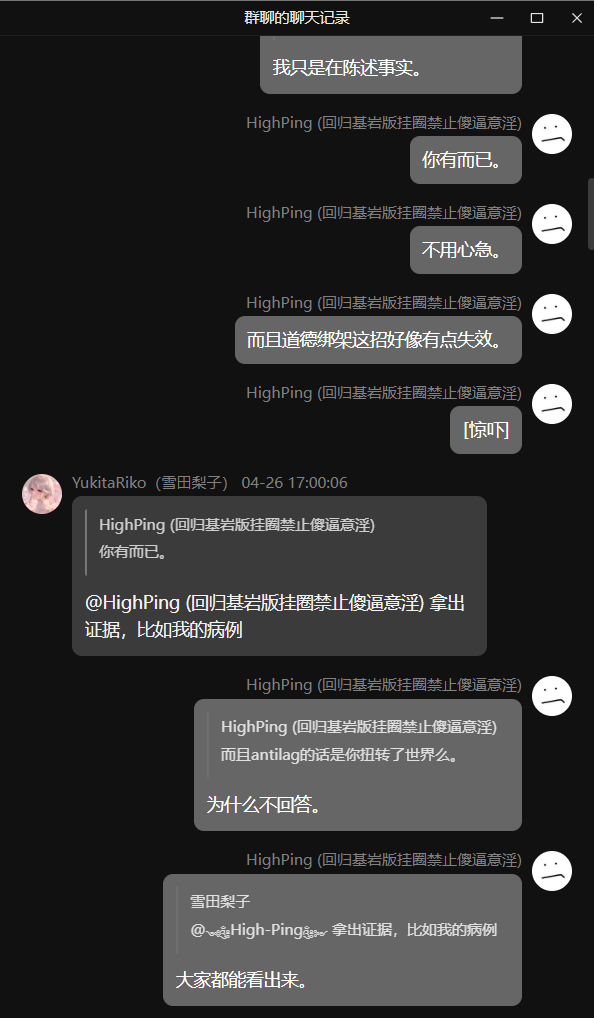 群聊的聊天记录
我只是在陈述事实。
HighPing (回归基岩版挂圈禁止傻逼意淫)
你有而已。
HighPing (回归基岩版挂圈禁止傻逼意淫)
不用心急。
HighPing (回归基岩版挂圈禁止傻逼意淫)
而且道德绑架这招好像有点失效。
HighPing (回归基岩版挂圈禁止傻逼意淫)
[惊吓]
YukitaRiko（雪田梨子） 04-26 17:00:06
HighPing (回归基岩版挂圈禁止傻逼意淫)
你有而已。
@HighPing (回归基岩版挂圈禁止傻逼意淫) 拿出
证据，比如我的病例
HighPing (回归基岩版挂圈禁止傻逼意淫)
HighPing (回归基岩版挂圈禁止傻逼意淫)
而且antilag的话是你扭转了世界么。
为什么不回答。
HighPing (回归基岩版挂圈禁止傻逼意淫)
雪田梨子
@High-Ping 拿出证据，比如我的病例
大家都能看出来。